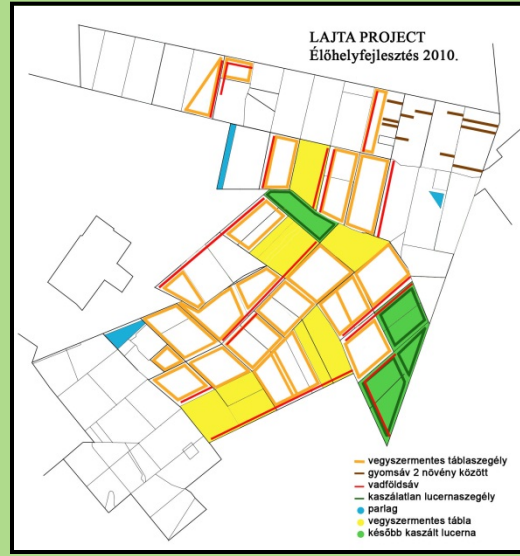 LAJTA PROJECT
Élőhelyfejlesztés 2010.
vegyszermentes táblaszegély
gyomsáv 2 növény között
vadföldsáv
kaszálatlan lucernaszegély
parlag
vegyszermentes tábla
később kaszált lucerna